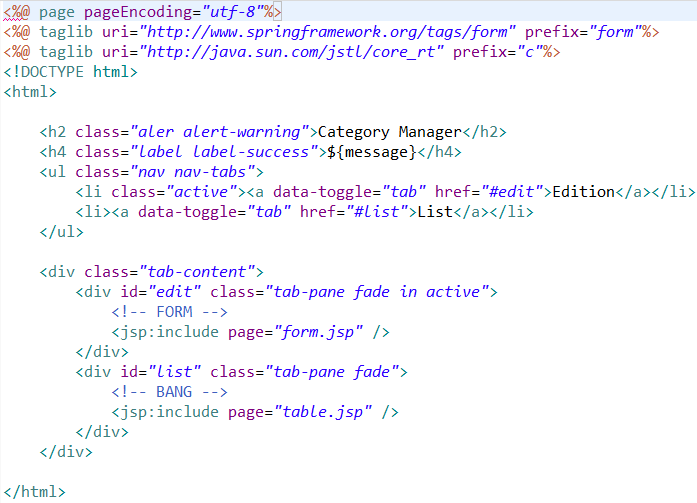 <%@ page pageEncoding="utf-8"%>
<%@ taglib uri="http://www.springframework.org/tags/form" prefix="form"%>
<%@ taglib uri="http://java.sun.com/jstl/core_rt" prefix="c"%>
<!DOCTYPE html>
<html>

    <h2 class="aler alert-warning">Category Manager</h2>
    <h4 class="label label-success">${message}</h4>
    <ul class="nav nav-tabs">
        <li class="active"><a data-toggle="tab" href="#edit">Edition</a></li>
        <li><a data-toggle="tab" href="#list">List</a></li>
    </ul>

    <div class="tab-content">
        <div id="edit" class="tab-pane fade in active">
            <!-- FORM -->
            <jsp:include page="form.jsp" />
        </div>
        <div id="list" class="tab-pane fade">
            <!-- BANG -->
            <jsp:include page="table.jsp" />
        </div>
    </div>

</html>